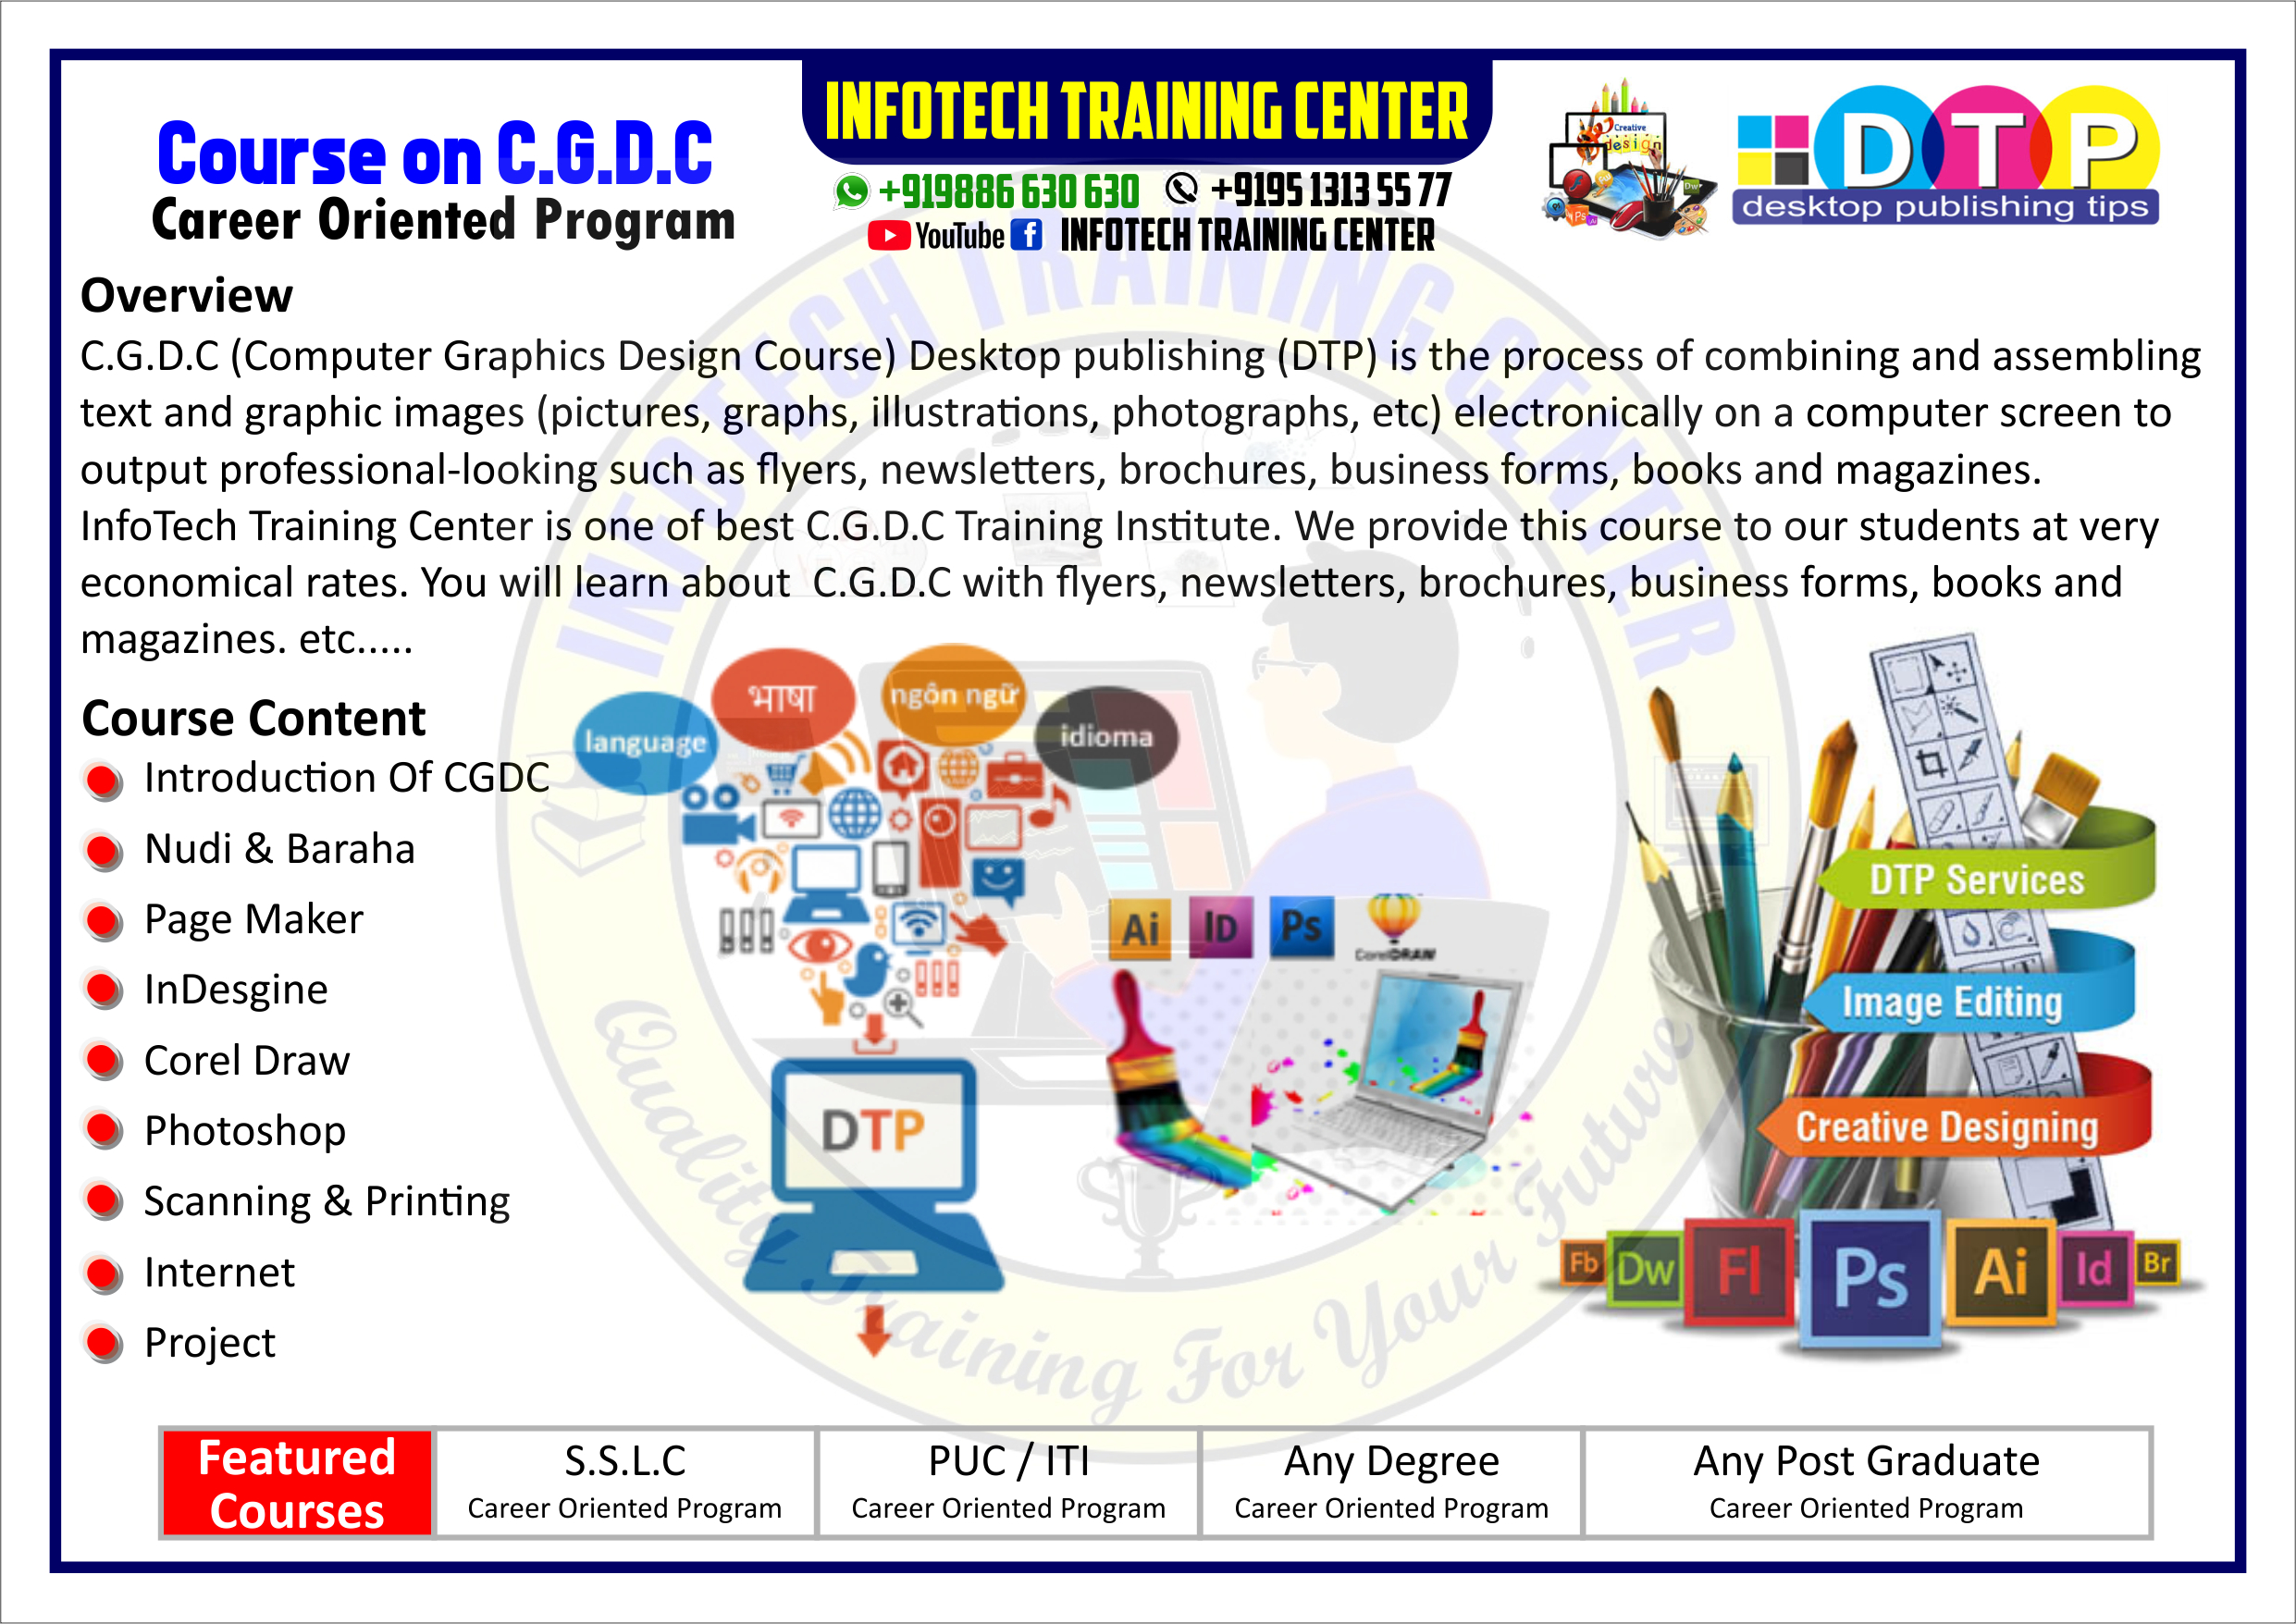 INFOTECH TRAINING CENTER
Course on C.G.D.C
Career Oriented Program
+919886 630 630 +9195 1313 55 77
YouTube f INFOTECH TRAINING CENTER
Creative
design
Ps
Dw
DTP
desktop publishing tips
Overview
C.G.D.C (Computer Graphics Design Course) Desktop publishing (DTP) is the process of combining and assembling
text and graphic images (pictures, graphs, illustrations, photographs, etc) electronically on a computer screen to
output professional-looking such as flyers, newsletters, brochures, business forms, books and magazines.
InfoTech Training Center is one of best C.G.D.C Training Institute. We provide this course to our students at very
economical rates. You will learn about C.G.D.C with flyers, newsletters, brochures, business forms, books and
magazines. etc.....
Course Content
Introduction Of CGDC
Nudi & Baraha
Page Maker
InDesgine
Corel Draw
Photoshop
Scanning & Printing
Internet
Project
language
भाषा
ngôn ngữ
idioma
DTP
Ai ID Ps CorelDRAW
DTP Services
Image Editing
Creative Designing
Fb Dw Fl Ps Ai Id Br
INFOTECH TRAINING CENTER
Quality Training For Your Future
Featured
Courses
S.S.L.C
Career Oriented Program
PUC / ITI
Career Oriented Program
Any Degree
Career Oriented Program
Any Post Graduate
Career Oriented Program